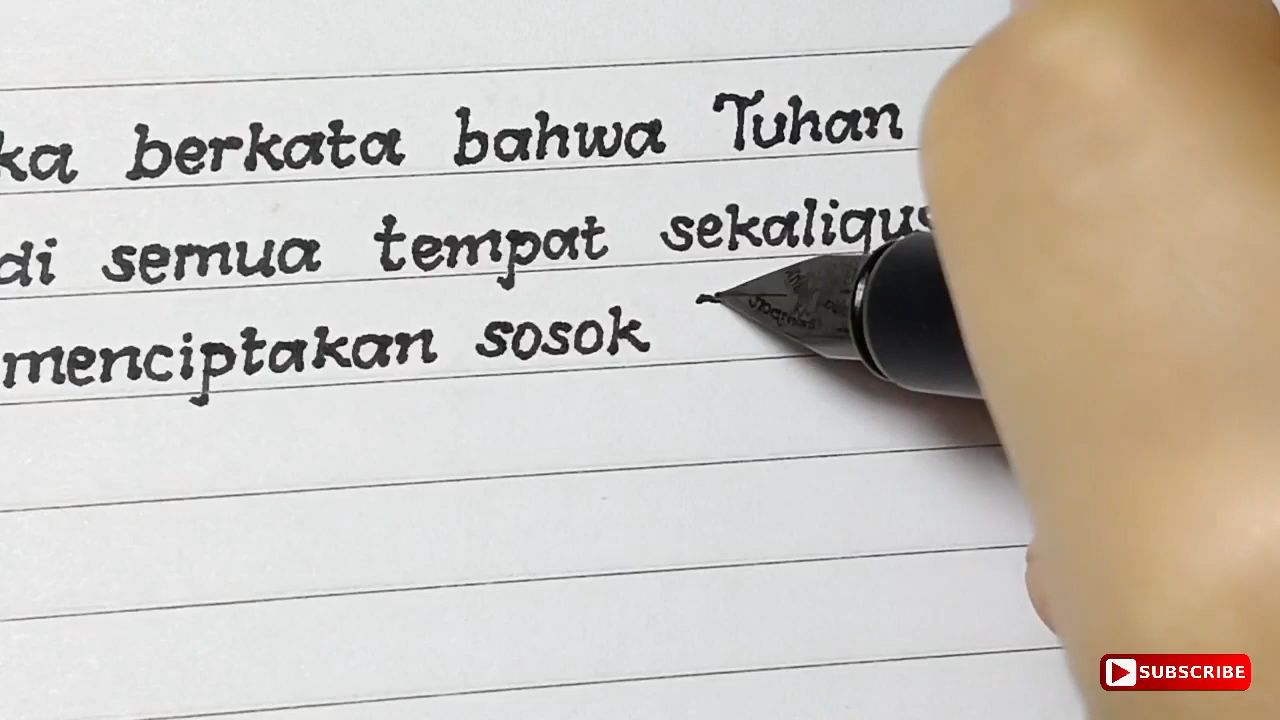 ka berkata bahwa Tuhan
di semua tempat sekaligus
menciptakan sosok
SUBSCRIBE